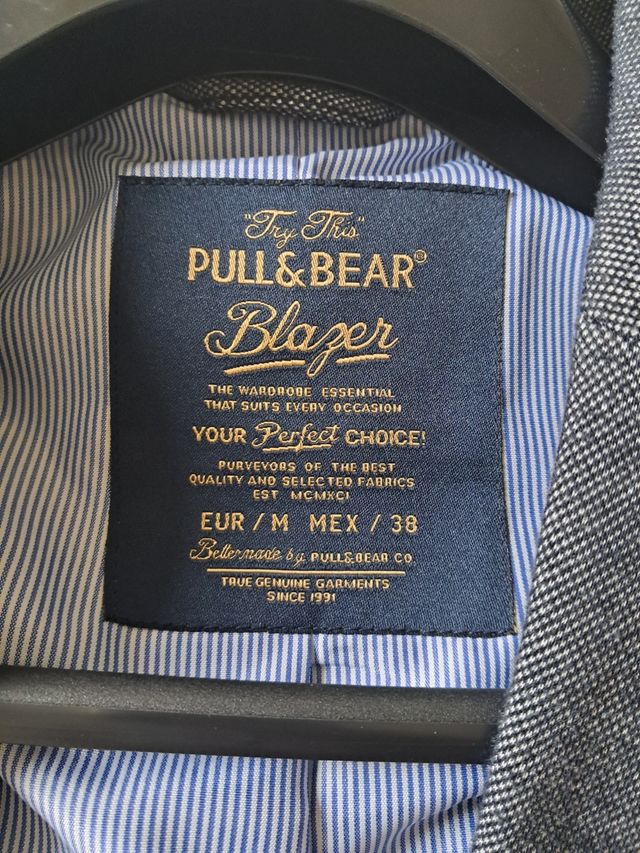 "Try This"
PULL&BEAR®
Blazer
THE WARDROBE ESSENTIAL
THAT SUITS EVERY OCCASION
YOUR Perfect CHOICE!
PURVEYORS OF THE BEST
QUALITY AND SELECTED FABRICS
EST MCMXCI
EUR / M MEX / 38
Bettermade by PULL&BEAR CO.
TRUE GENUINE GARMENTS
SINCE 1991